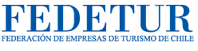 FEDETUR
FEDERACIÓN DE EMPRESAS DE TURISMO DE CHILE